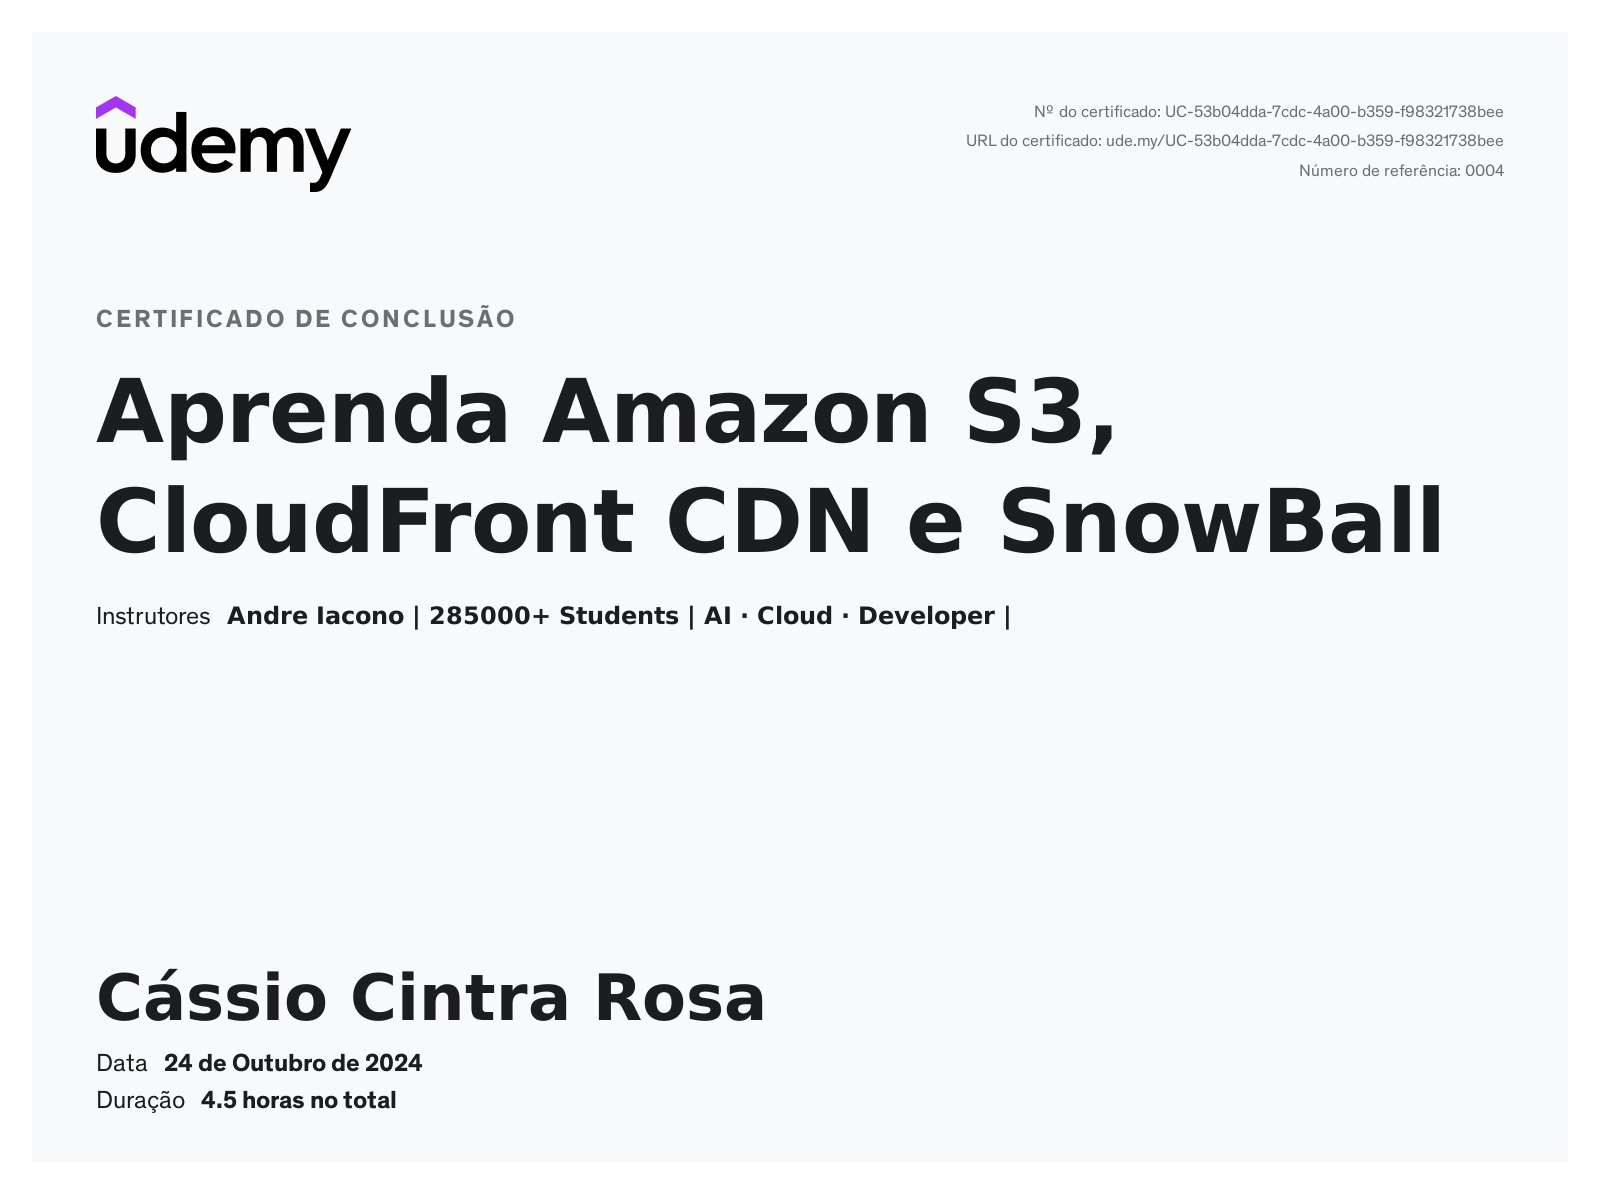 udemy
Nº do certificado: UC-53b04dda-7cdc-4a00-b359-f98321738bee
URL do certificado: ude.my/UC-53b04dda-7cdc-4a00-b359-f98321738bee
Número de referência: 0004
CERTIFICADO DE CONCLUSÃO
Aprenda Amazon S3,
CloudFront CDN e SnowBall
Instrutores Andre Iacono | 285000+ Students | AI · Cloud · Developer |
Cássio Cintra Rosa
Data 24 de Outubro de 2024
Duração 4.5 horas no total